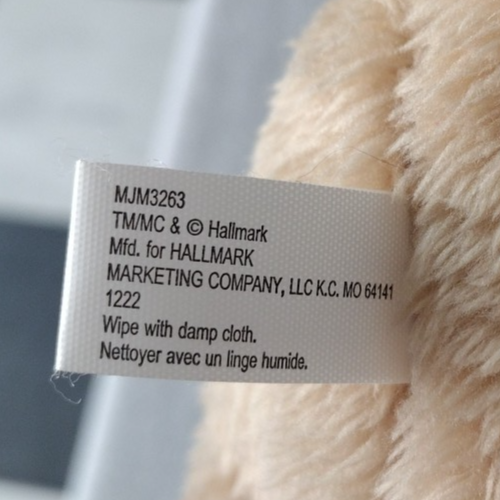 MJM3263
TM/MC & © Hallmark
Mfd. for HALLMARK
MARKETING COMPANY, LLC K.C. MO 64141
1222
Wipe with damp cloth.
Nettoyer avec un linge humide.